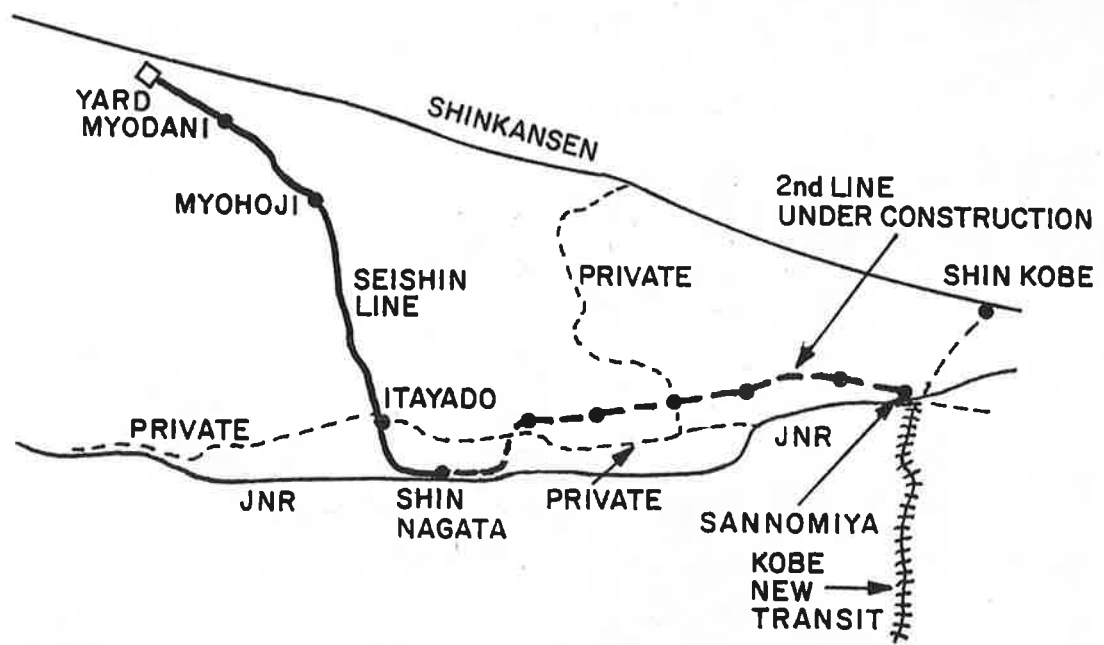 YARD
MYODANI
SHINKANSEN
MYOHOJI
2nd LINE
UNDER CONSTRUCTION
SEISHIN
LINE
PRIVATE
SHIN KOBE
ITAYADO
PRIVATE
JNR
JNR
SHIN
NAGATA
PRIVATE
SANNOMIYA
KOBE
NEW
TRANSIT